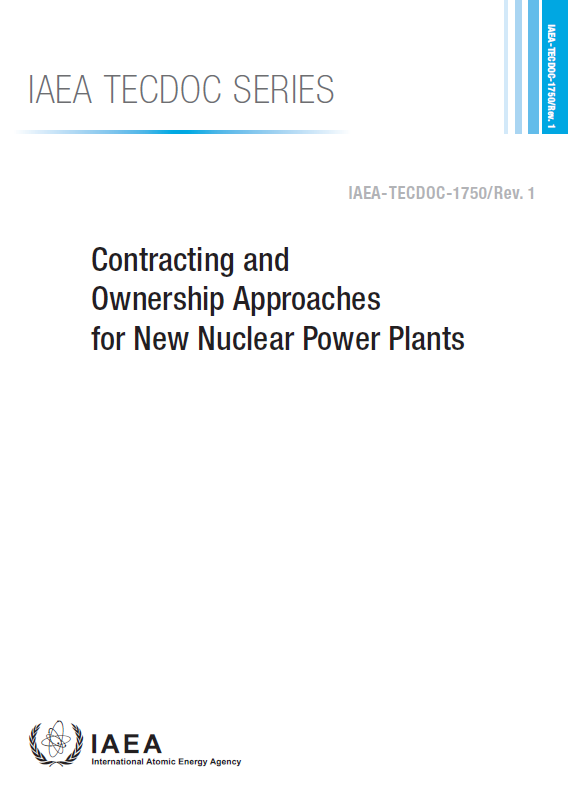 IAEA TECDOC SERIES
IAEA-TECDOC-1750/Rev. 1
IAEA-TECDOC-1750/Rev. 1
Contracting and
Ownership Approaches
for New Nuclear Power Plants
IAEA
International Atomic Energy Agency